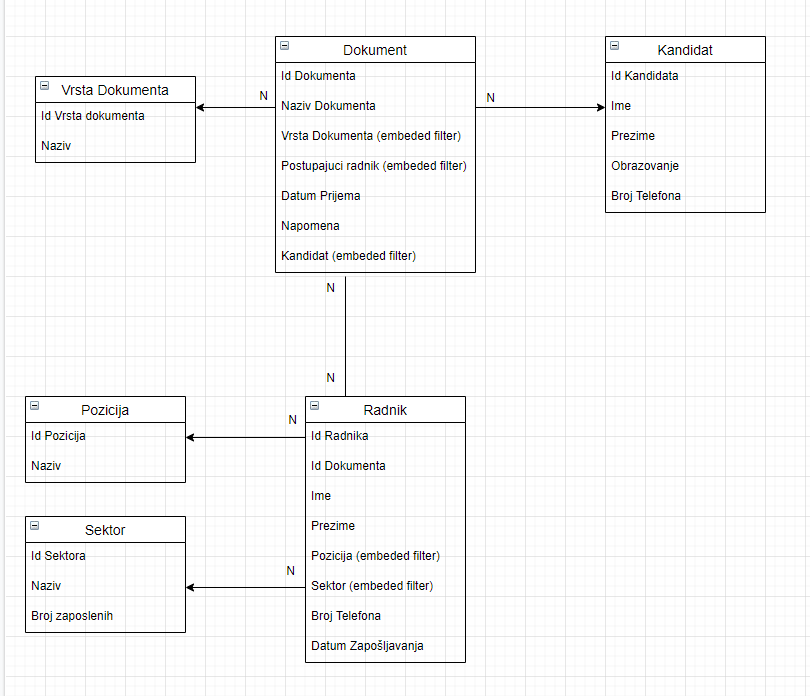 Dokument
Id Dokumenta
Naziv Dokumenta
Vrsta Dokumenta (embeded filter)
Postupajuci radnik (embeded filter)
Datum Prijema
Napomena
Kandidat (embeded filter)
Kandidat
Id Kandidata
Ime
Prezime
Obrazovanje
Broj Telefona
Vrsta Dokumenta
Id Vrsta dokumenta
Naziv
N
N
N
N
Pozicija
Id Pozicija
Naziv
N
Radnik
Id Radnika
Id Dokumenta
Ime
Prezime
Pozicija (embeded filter)
Sektor (embeded filter)
Broj Telefona
Datum Zapošljavanja
Sektor
Id Sektora
Naziv
Broj zaposlenih
N